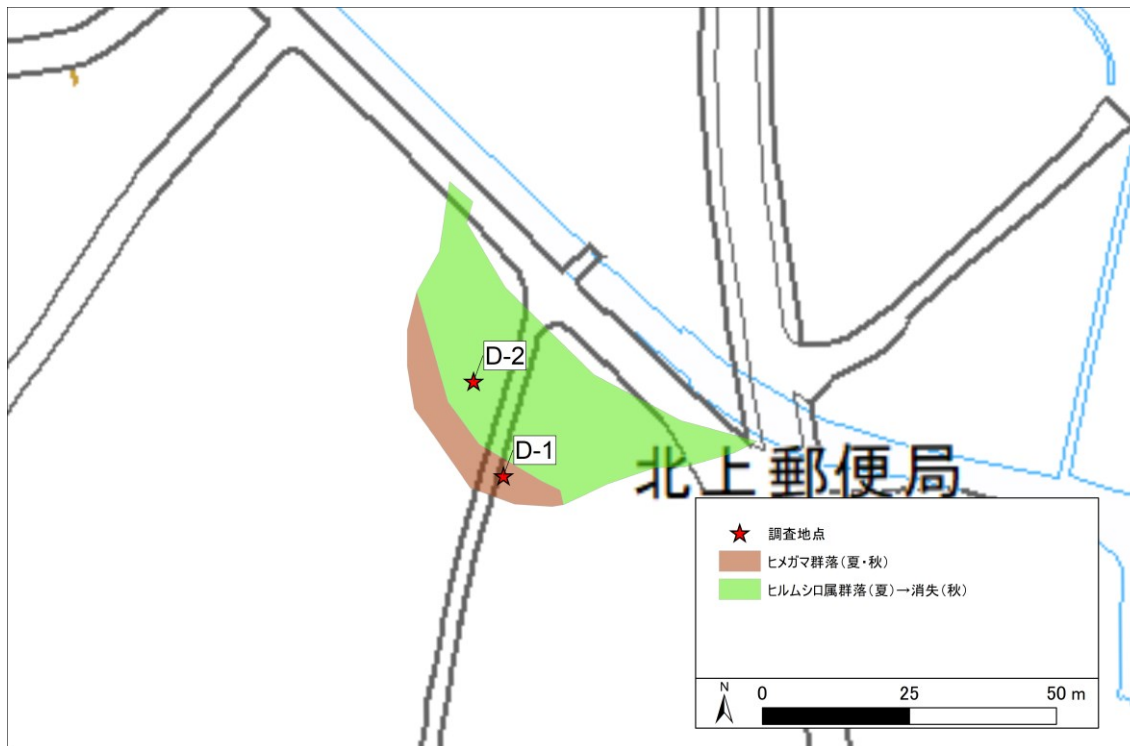 D-2
D-1
北上郵便局
調査地点
ヒメガマ群落(夏・秋)
ヒルムシロ属群落(夏)→消失(秋)
N
0 25 50 m